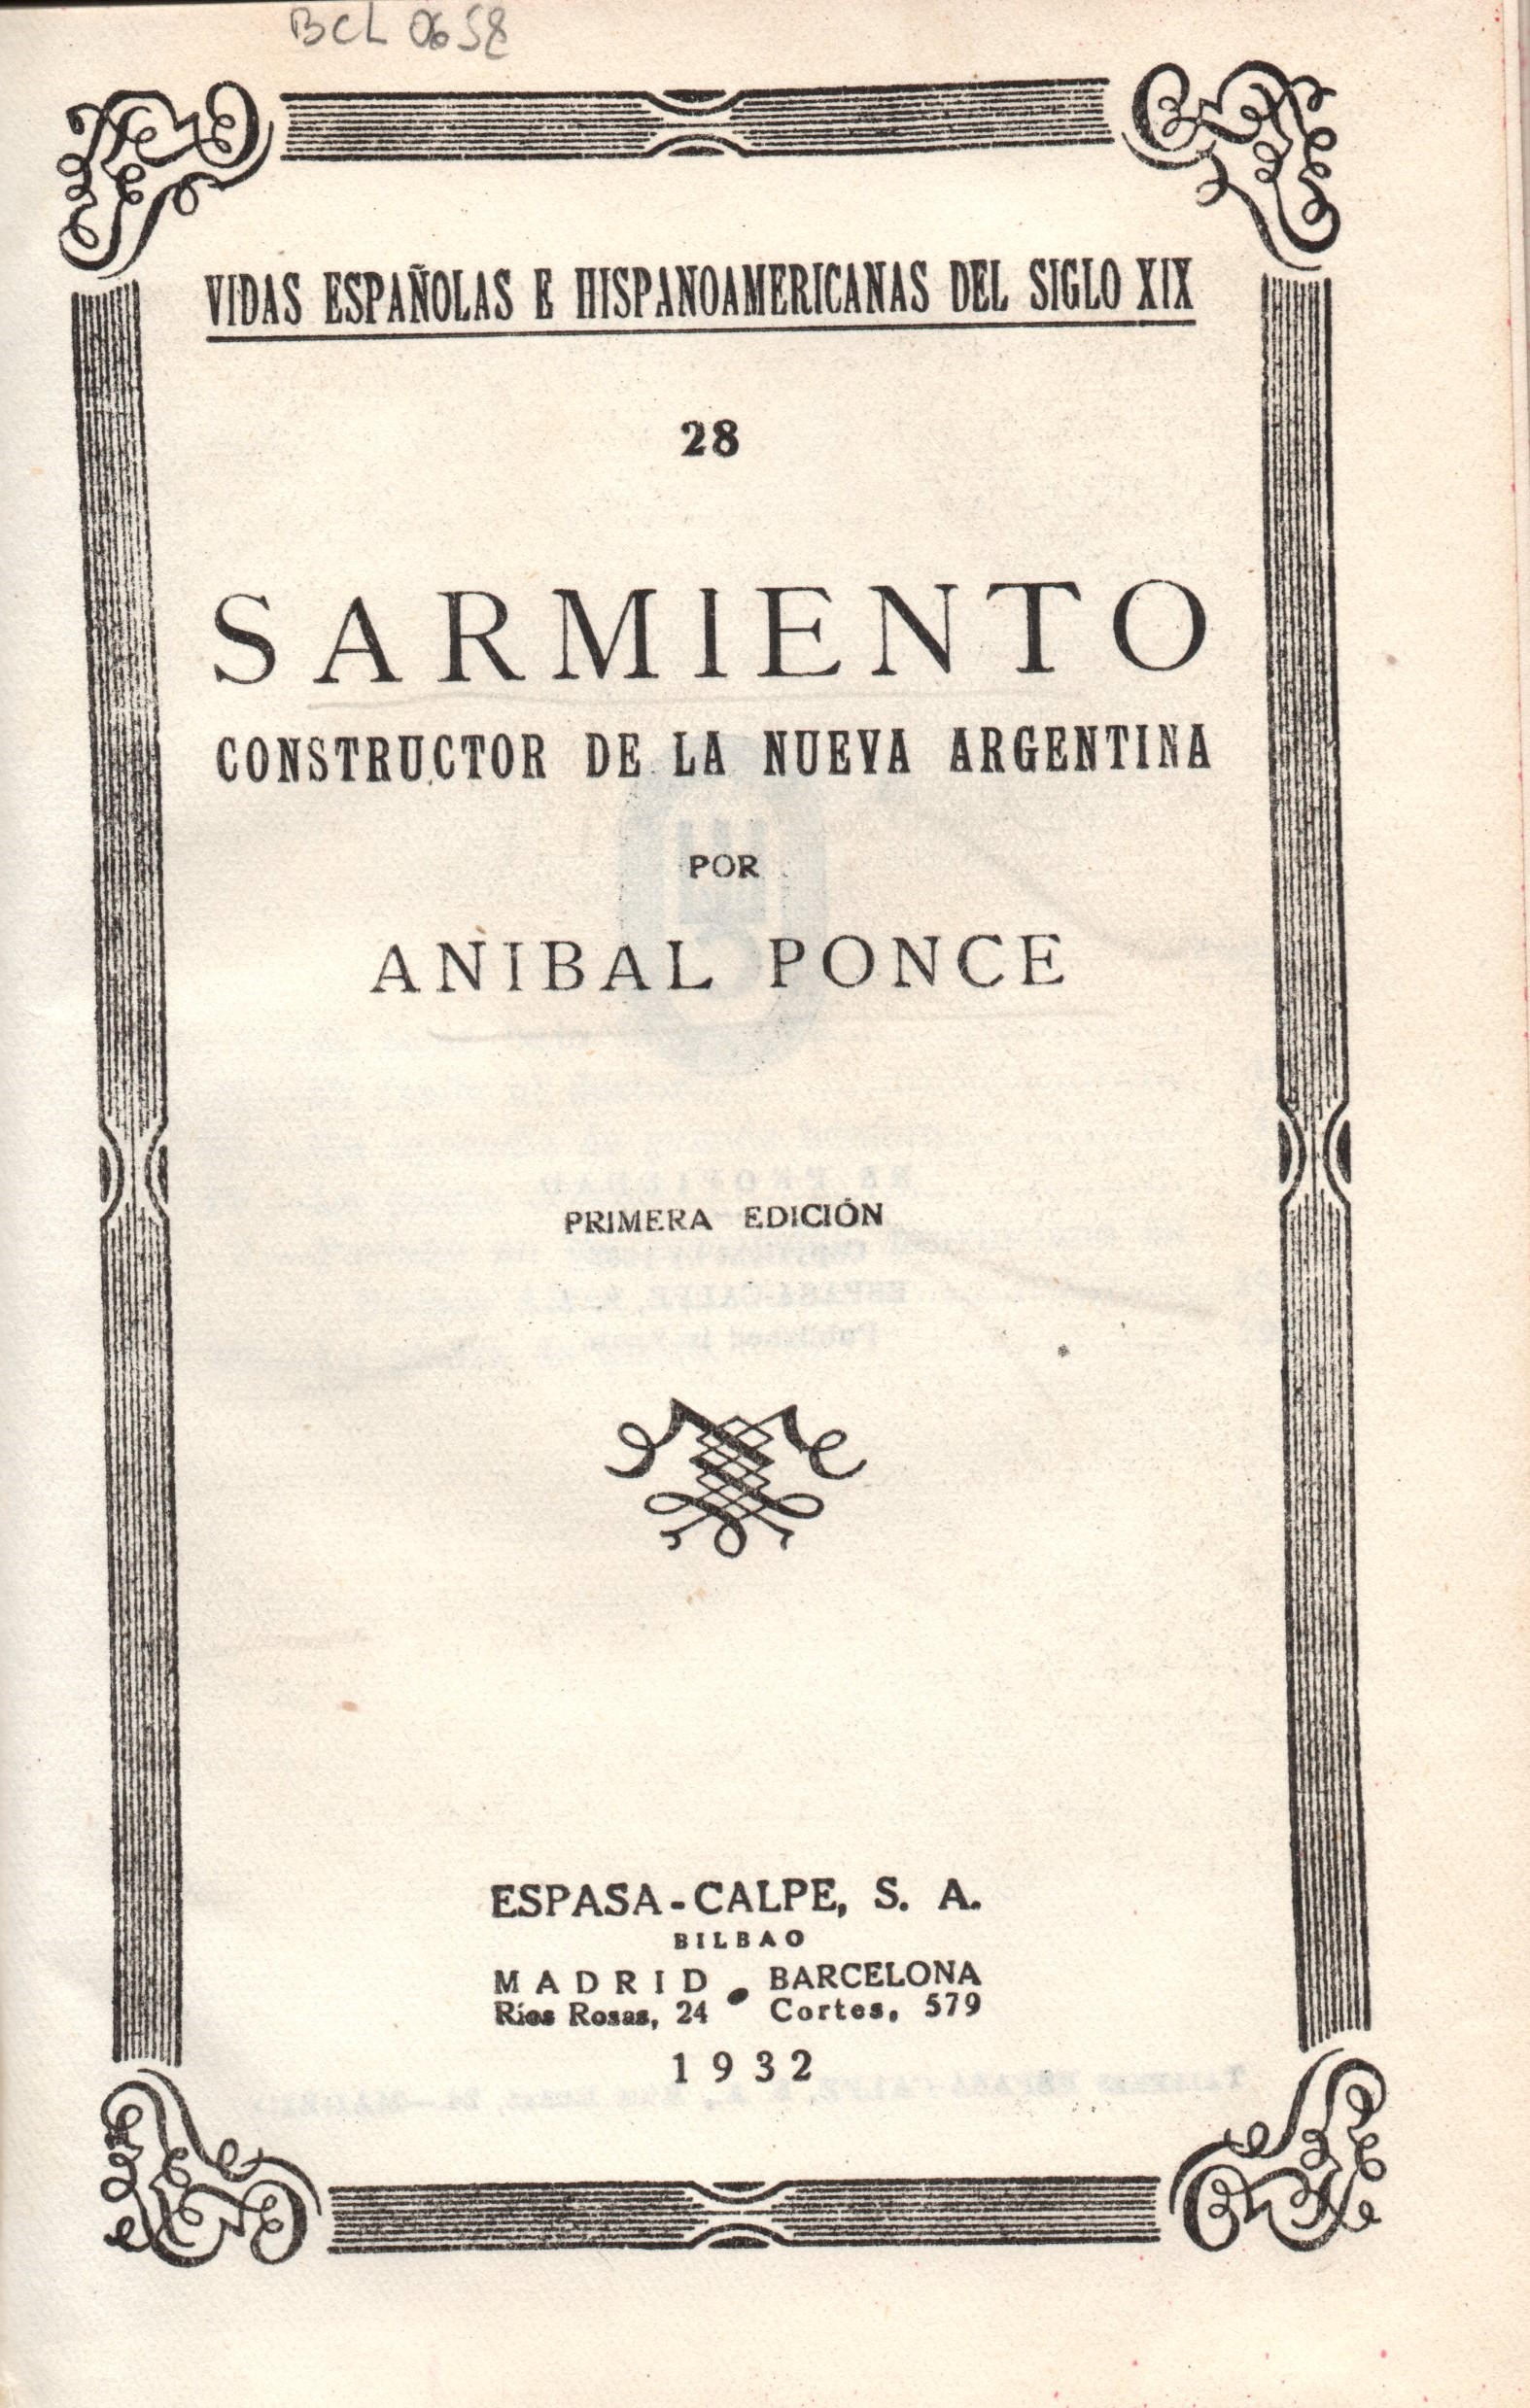 BCL 0658
VIDAS ESPAÑOLAS E HISPANOAMERICANAS DEL SIGLO XIX
28
SARMIENTO
CONSTRUCTOR DE LA NUEVA ARGENTINA
POR
ANIBAL PONCE
PRIMERA EDICIÓN
ESPASA-CALPE, S. A.
BILBAO
MADRID • BARCELONA
Ríos Rosas, 24 Cortes, 579
1932